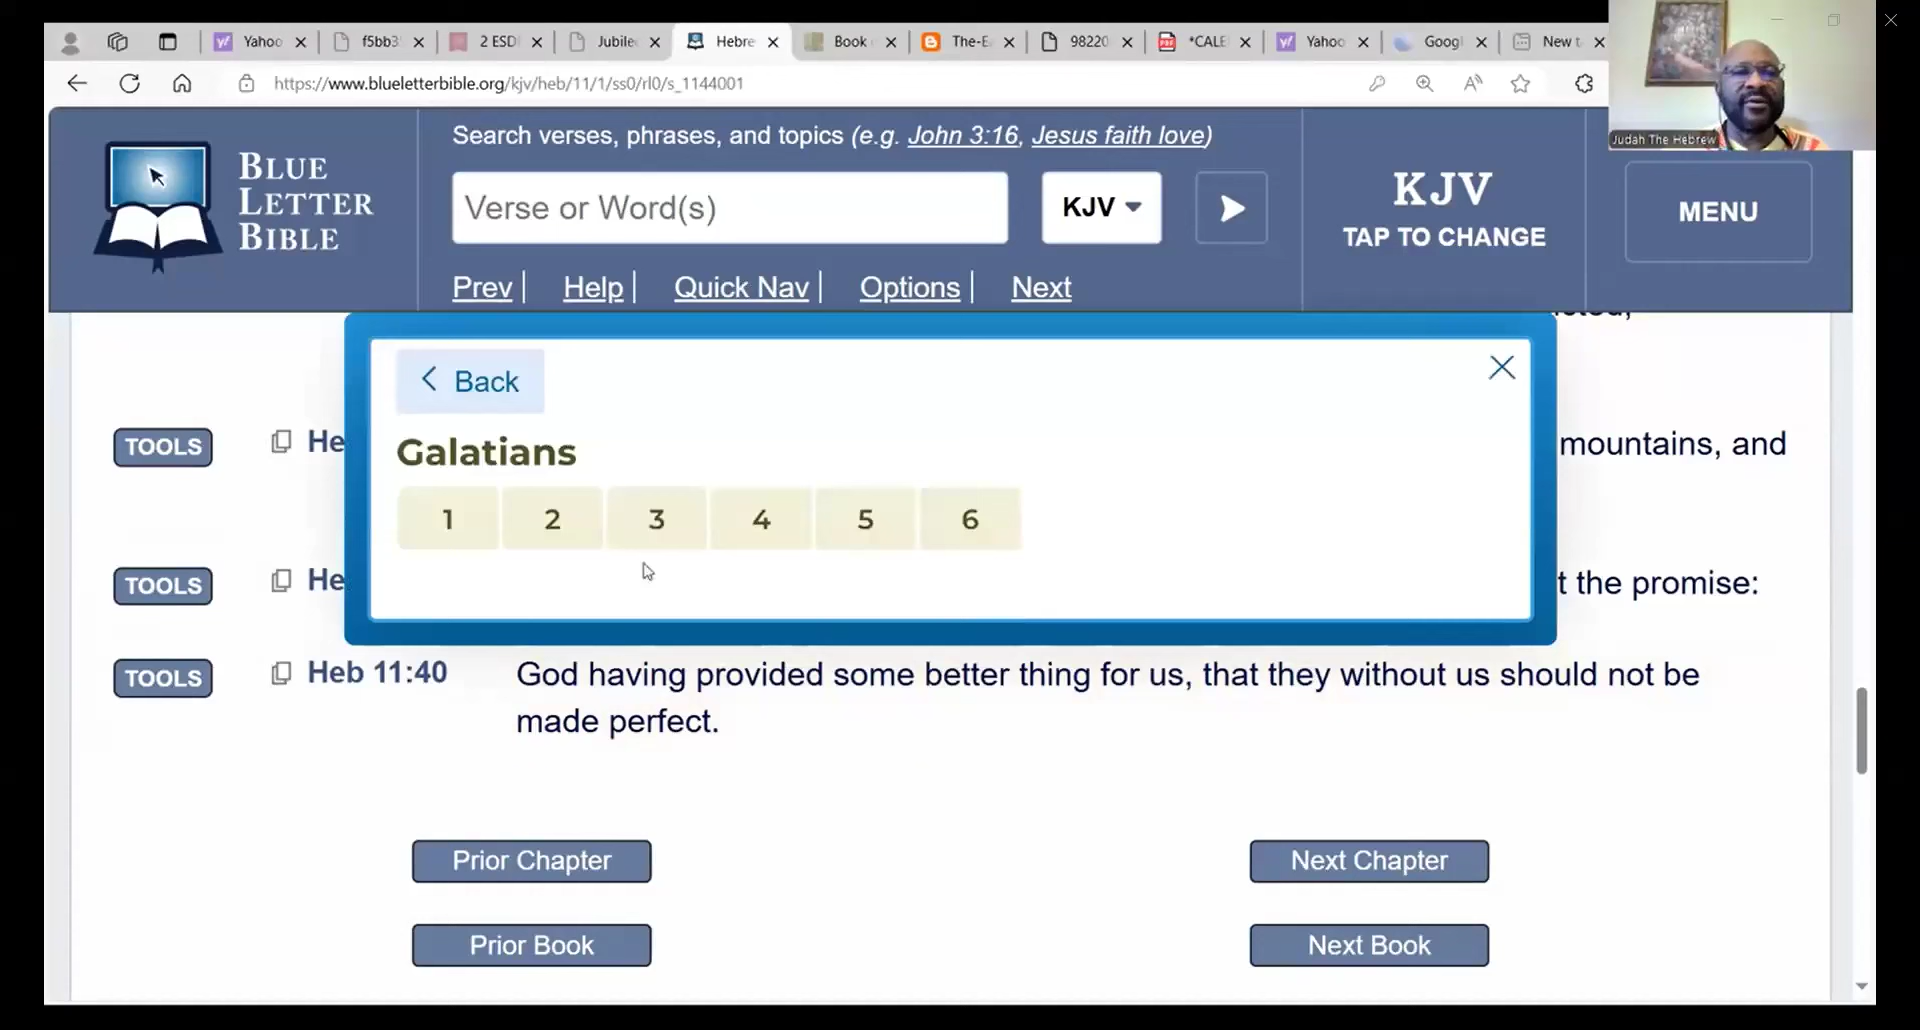 Yahoo
f5bb3
2 ESD
Jubile
Hebre
Book
The-E
98220
*CALE
Yahoo
Googl
New t
https://www.blueletterbible.org/kjv/heb/11/1/ss0/rl0/s_1144001
Judah The Hebrew
BLUE
LETTER
BIBLE
Search verses, phrases, and topics (e.g. John 3:16, Jesus faith love)
Verse or Word(s)
KJV
KJV
TAP TO CHANGE
MENU
Prev | Help | Quick Nav | Options | Next
Back
Galatians
1 2 3 4 5 6
TOOLS He mountains, and
TOOLS He t the promise:
TOOLS Heb 11:40 God having provided some better thing for us, that they without us should not be
made perfect.
Prior Chapter Next Chapter
Prior Book Next Book